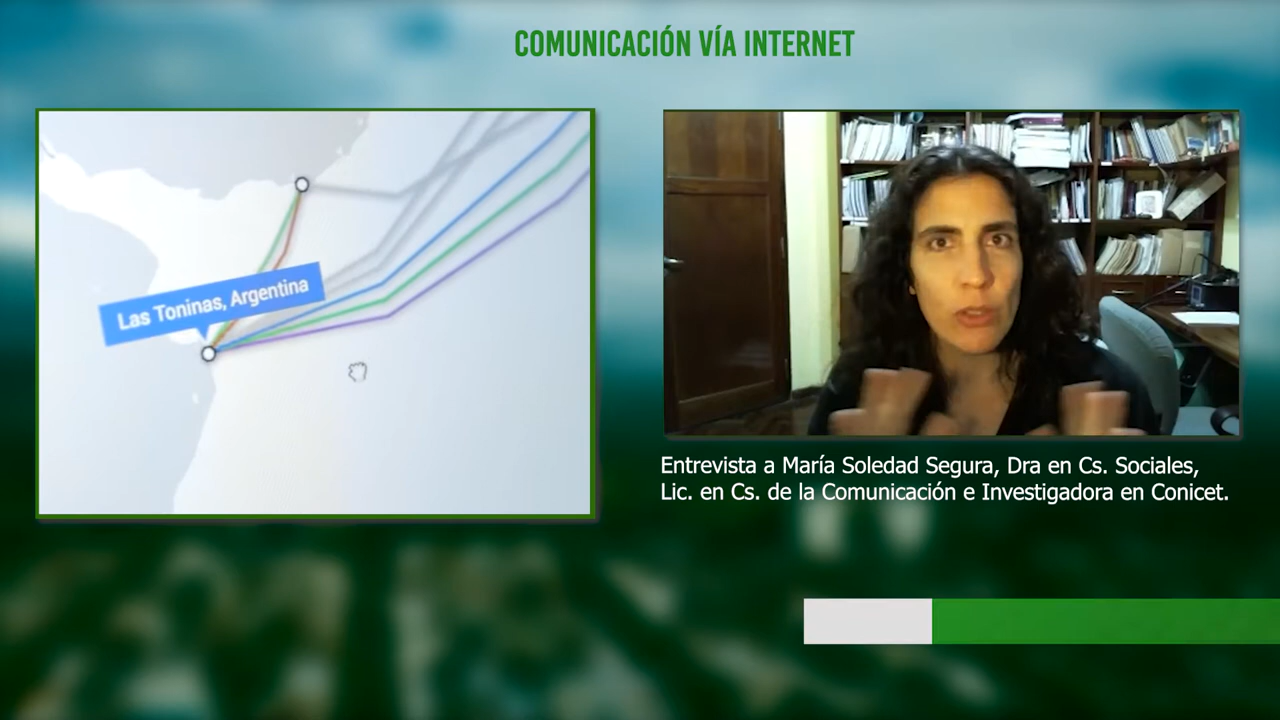 COMUNICACIÓN VÍA INTERNET
Las Toninas, Argentina
Entrevista a María Soledad Segura, Dra en Cs. Sociales,
Lic. en Cs. de la Comunicación e Investigadora en Conicet.